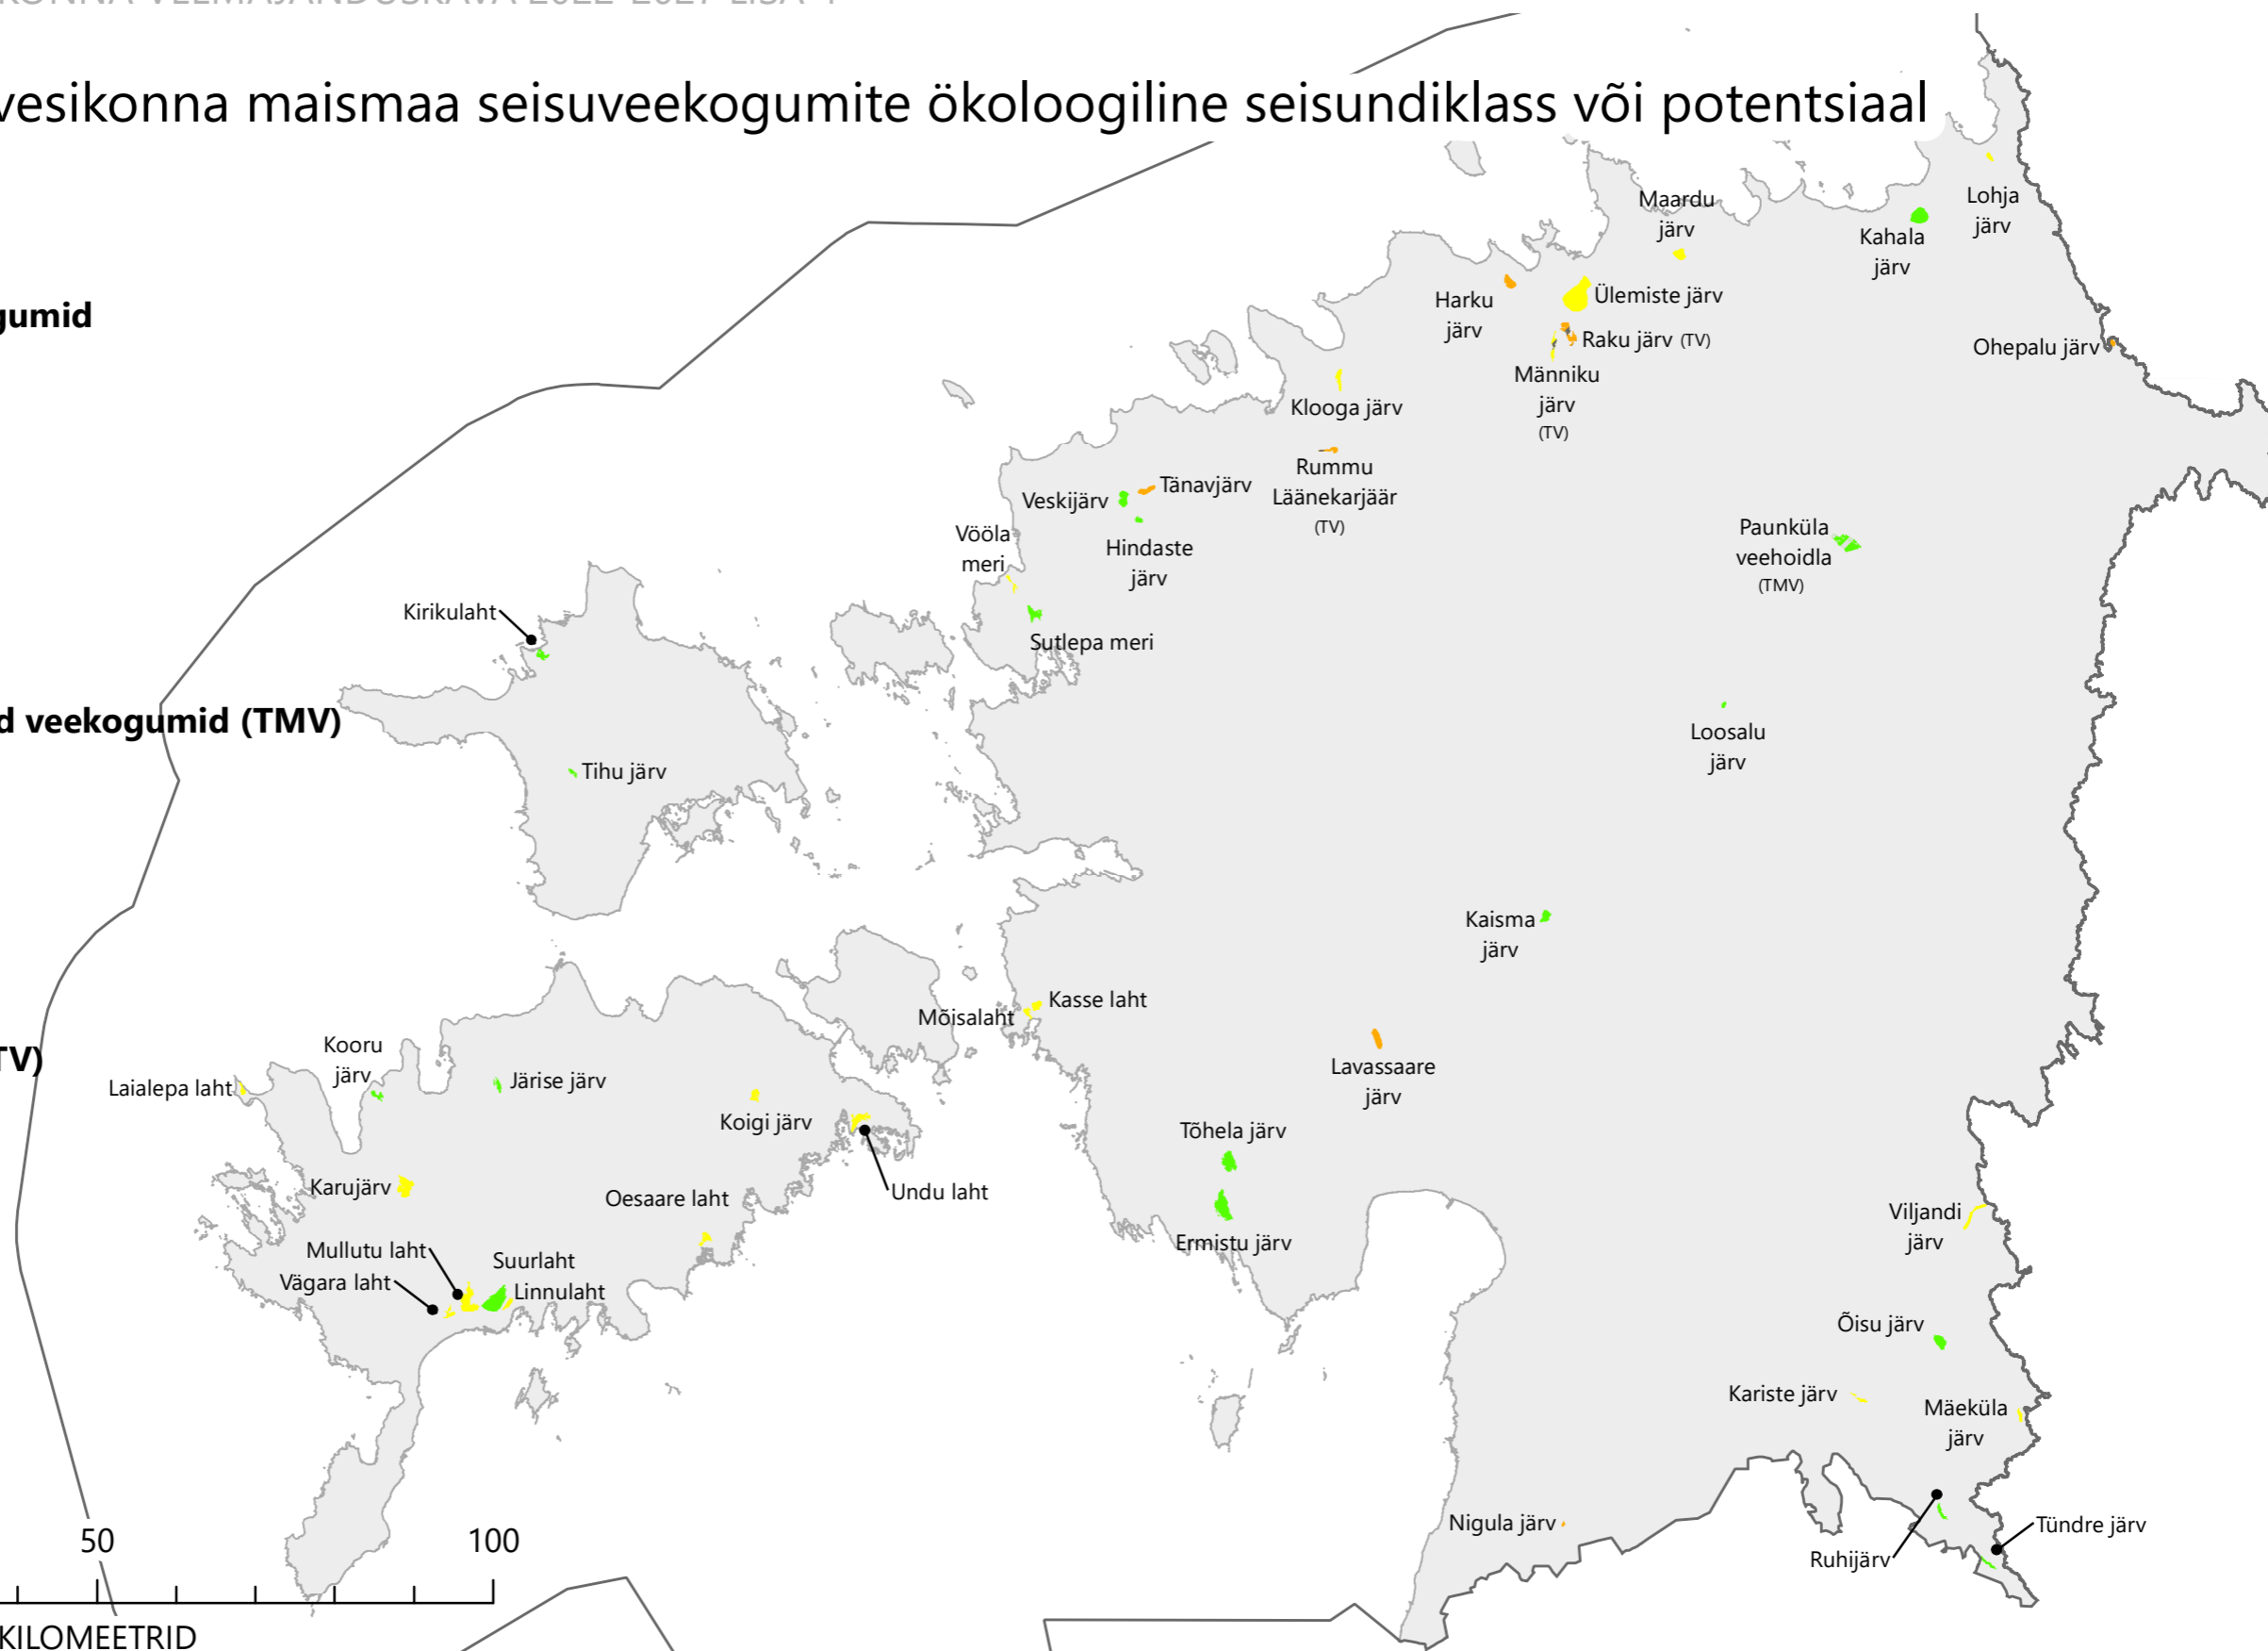 vesikonna maismaa seisuveekogumite ökoloogiline seisundiklass või potentsiaal
Maardu
järv
Lohja
järv
Kahala
järv
Harku
järv
Ülemiste järv
gumid
Raku järv (TV)
Ohepalu järv
Männiku
järv
(TV)
Klooga järv
Rummu
Läänekarjäär
(TV)
Tänavjärv
Veskijärv
Hindaste
järv
Paunküla
veehoidla
(TMV)
Vööla
meri
Kirikulaht
Sutlepa meri
d veekogumid (TMV)
Loosalu
järv
Tihu järv
Kaisma
järv
Kasse laht
Mõisalaht
TV)
Kooru
järv
Laialepa laht
Järise järv
Lavassaare
järv
Koigi järv
Tõhela järv
Karujärv
Undu laht
Oesaare laht
Viljandi
järv
Ermistu järv
Mullutu laht
Suurlaht
Vägara laht
Linnulaht
Õisu järv
Kariste järv
Mäeküla
järv
Nigula järv
Tündre järv
Ruhijärv
50
100
KILOMEETRID